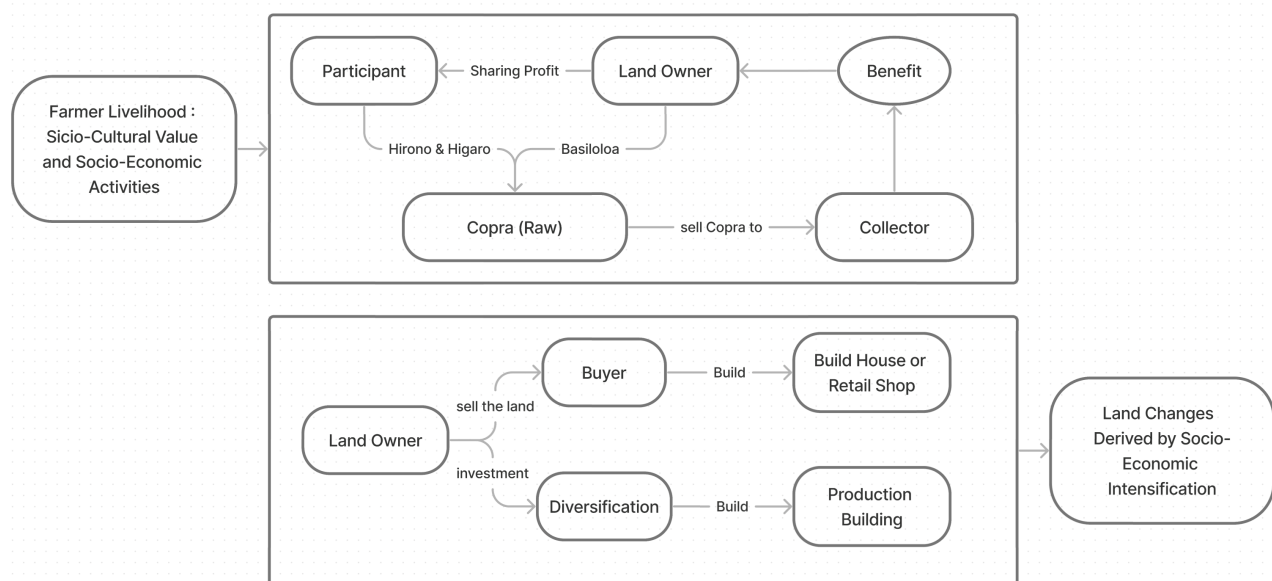 Farmer Livelihood :
Sicio-Cultural Value
and Socio-Economic
Activities
Participant
Sharing Profit
Land Owner
Benefit
Hirono & Higaro
Basiloloa
Copra (Raw)
sell Copra to
Collector
Land Owner
sell the land
investment
Buyer
Build
Build House or
Retail Shop
Diversification
Build
Production
Building
Land Changes
Derived by Socio-
Economic
Intensification